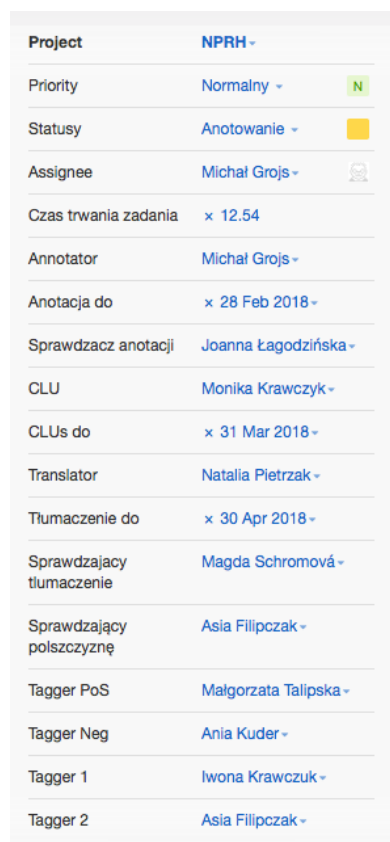 Project NPRH
Priority Normalny N
Statusy Anotowanie
Assignee Michał Grojs
Czas trwania zadania × 12.54
Annotator Michał Grojs
Anotacja do × 28 Feb 2018
Sprawdzacz anotacji Joanna Łagodzińska
CLU Monika Krawczyk
CLUs do × 31 Mar 2018
Translator Natalia Pietrzak
Tłumaczenie do × 30 Apr 2018
Sprawdzajacy Magda Schromová
tlumaczenie
Sprawdzający Asia Filipczak
polszczyznę
Tagger PoS Małgorzata Talipska
Tagger Neg Ania Kuder
Tagger 1 Iwona Krawczuk
Tagger 2 Asia Filipczak